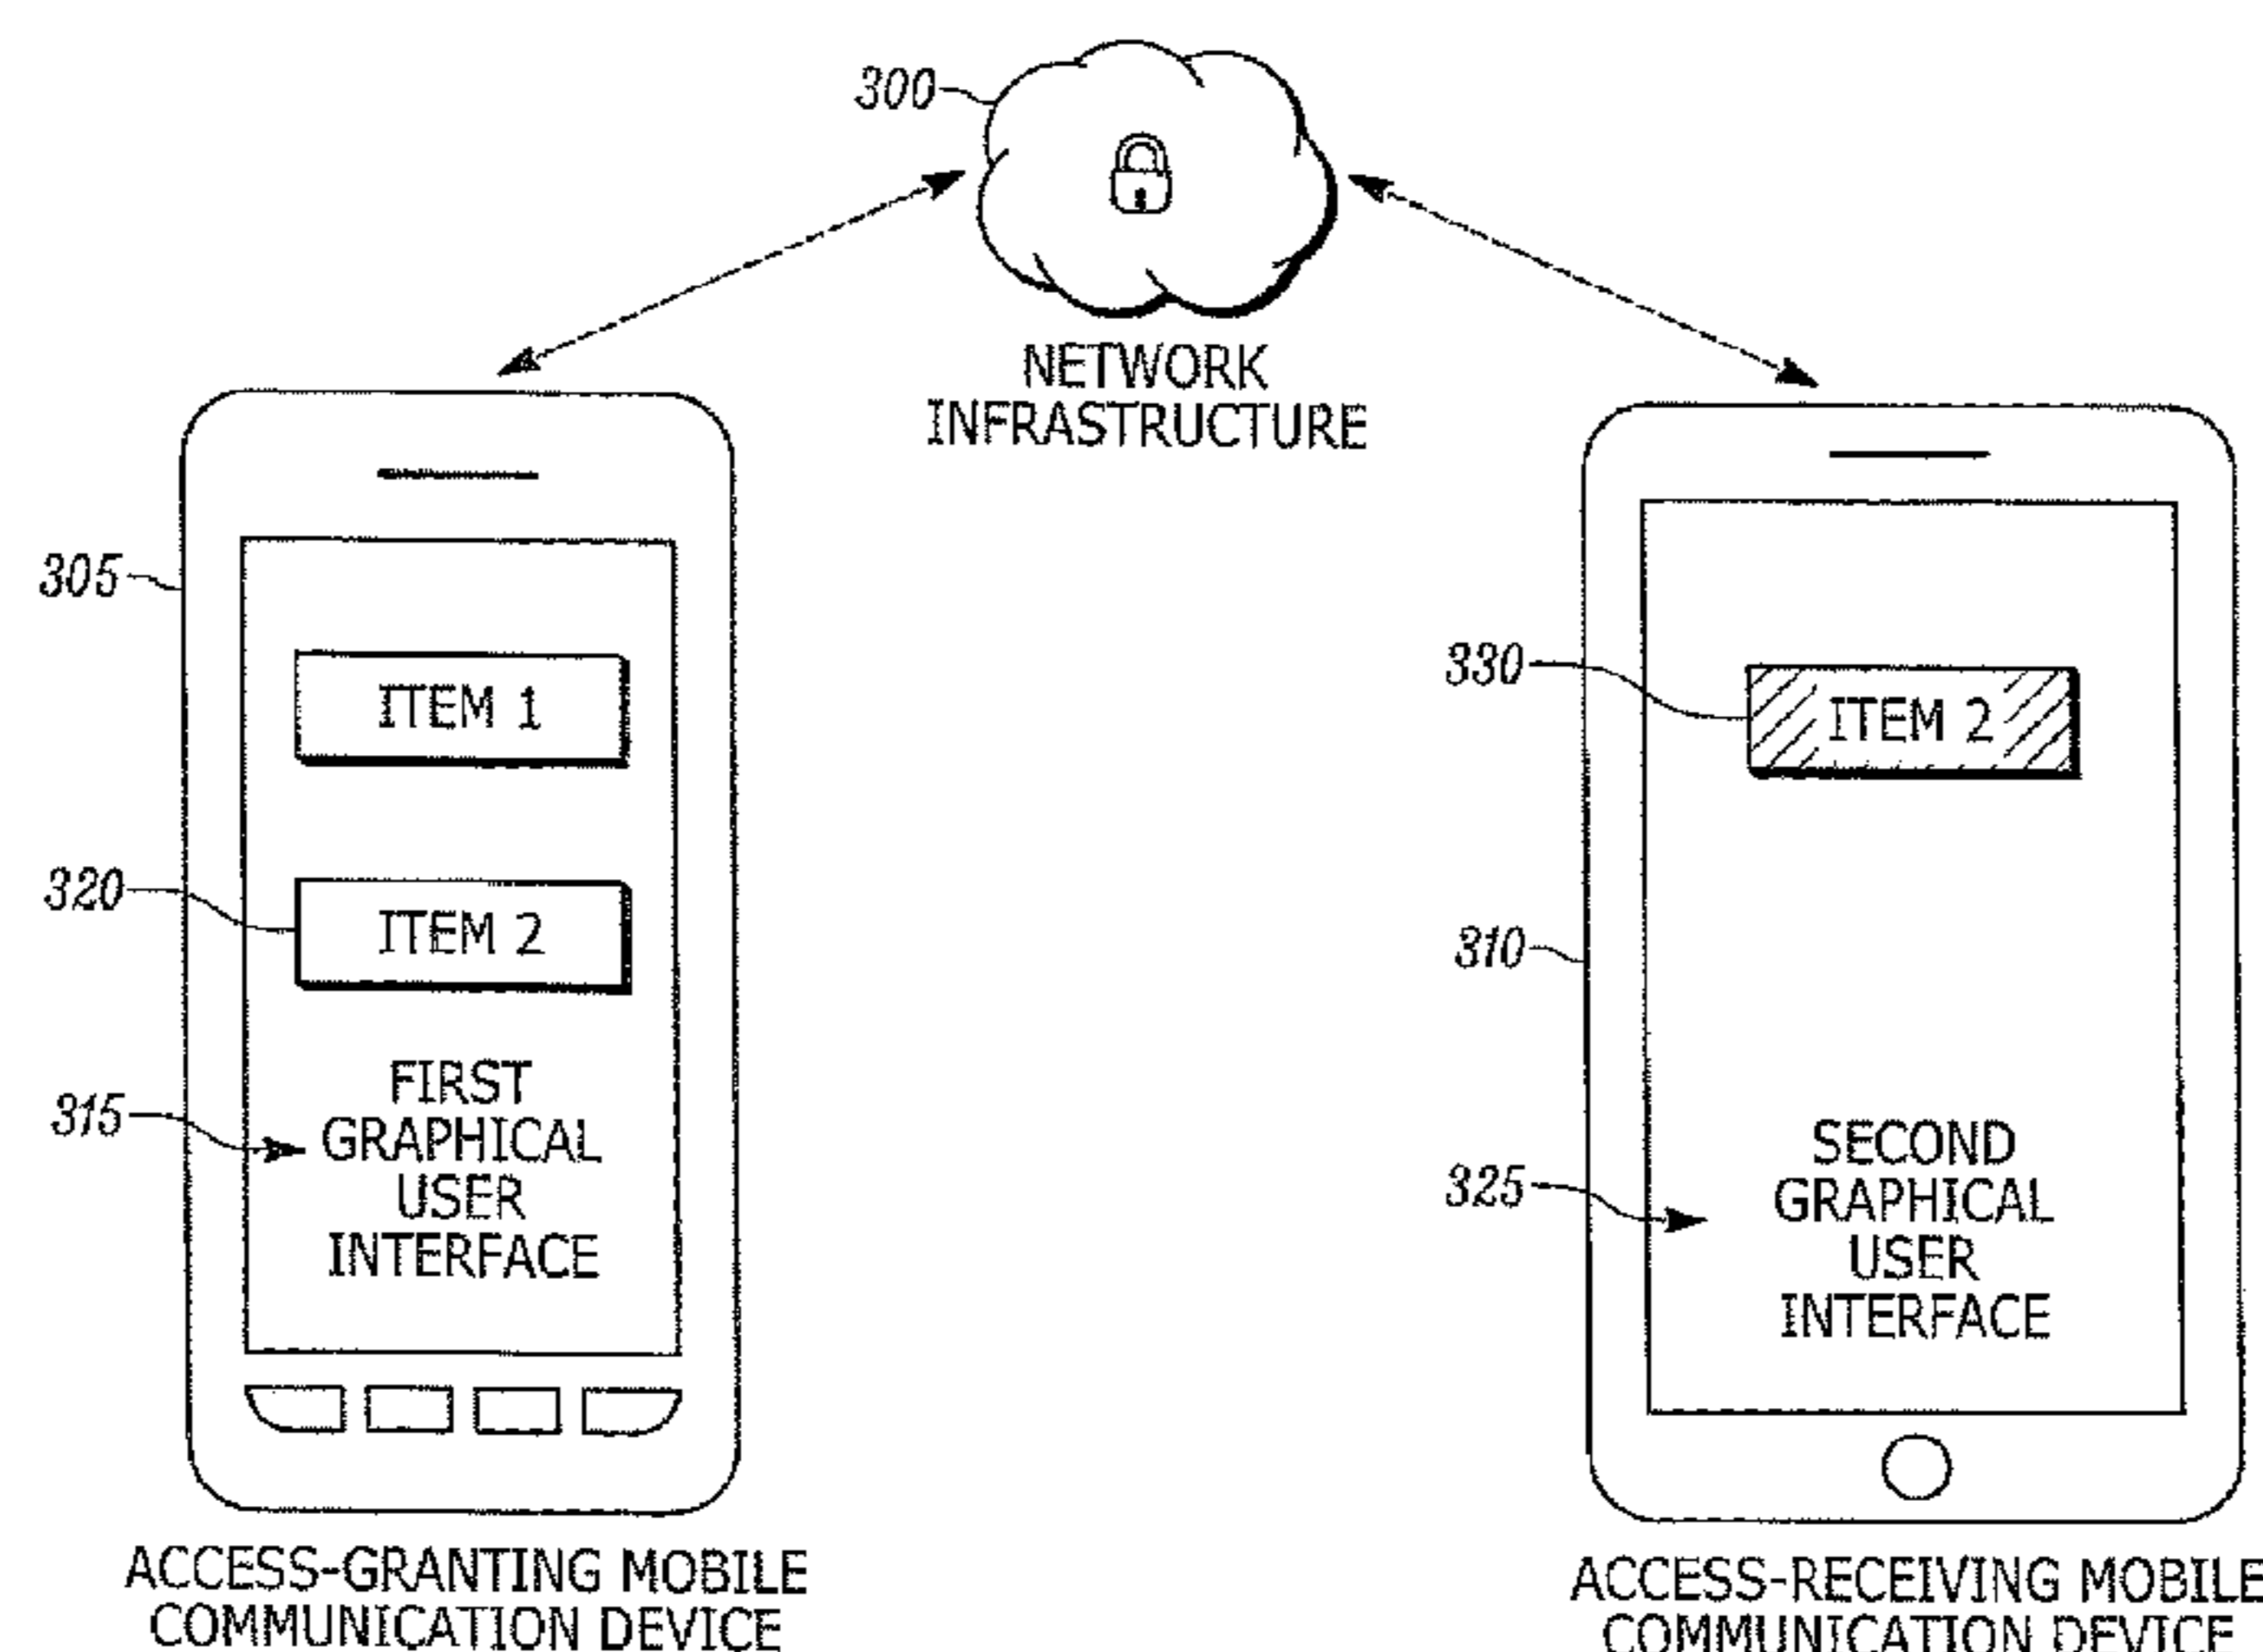 300
NETWORK
INFRASTRUCTURE
305
ITEM 1
320
ITEM 2
315
FIRST
GRAPHICAL
USER
INTERFACE
ACCESS-GRANTING MOBILE
COMMUNICATION DEVICE
330
ITEM 2
310
325
SECOND
GRAPHICAL
USER
INTERFACE
ACCESS-RECEIVING MOBILE
COMMUNICATION DEVICE